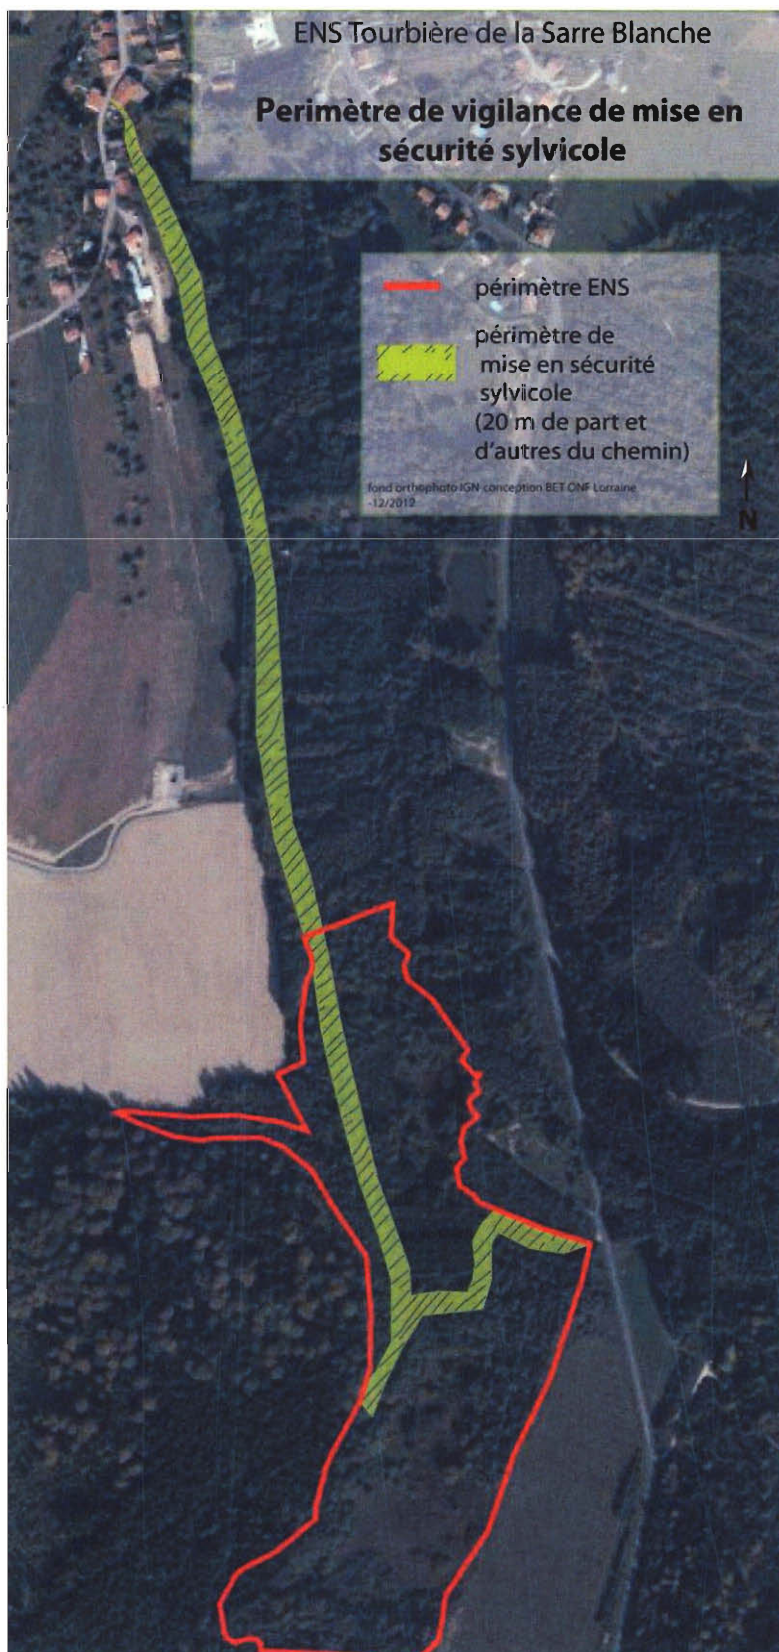 ENS Tourbière de la Sarre Blanche
Perimètre de vigilance de mise en
sécurité sylvicole
périmètre ENS
périmètre de
mise en sécurité
sylvicole
(20 m de part et
d'autres du chemin)
fond orthophoto IGN conception BET ONF Lorraine
-12/2012
N